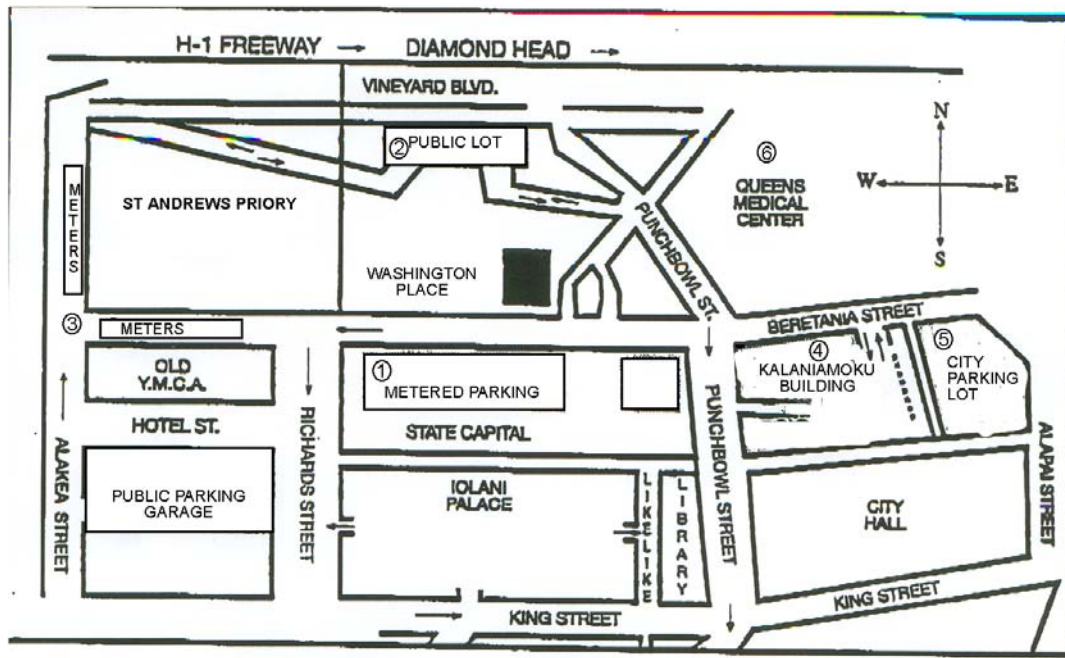 H-1 FREEWAY → DIAMOND HEAD →
VINEYARD BLVD.
② PUBLIC LOT
⑥
QUEENS
MEDICAL
CENTER
N
W E
S
METERS
ST ANDREWS PRIORY
WASHINGTON
PLACE
PUNCHBOWL ST.
③ METERS
BERETANIA STREET
OLD
Y.M.C.A.
①
METERED PARKING
④
KALANIAMOKU
BUILDING
⑤
CITY
PARKING
LOT
HOTEL ST.
STATE CAPITAL
ALAKEA STREET
RICHARDS STREET
PUNCHBOWL STREET
ALAPAI STREET
PUBLIC PARKING
GARAGE
IOLANI
PALACE
LIKELIKE
LIBRARY
CITY
HALL
KING STREET
KING STREET